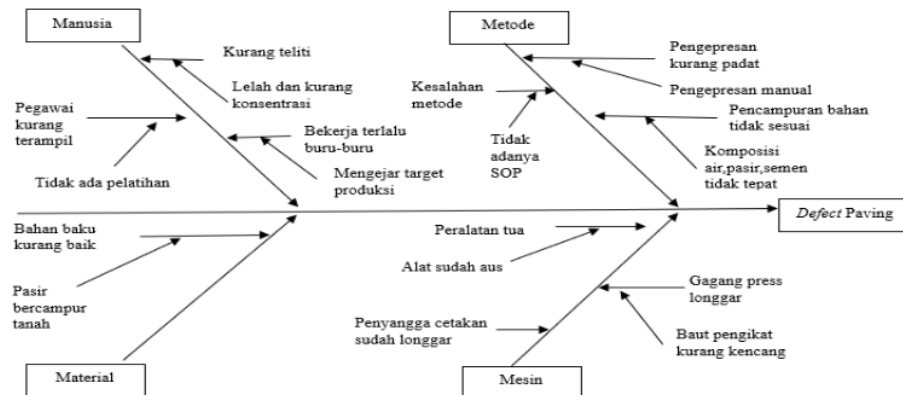 Manusia
Kurang teliti
Lelah dan kurang
konsentrasi
Pegawai
kurang
terampil
Tidak ada pelatihan
Bekerja terlalu
buru-buru
Mengejar target
produksi
Metode
Pengepresan
kurang padat
Pengepresan manual
Kesalahan
metode
Tidak
adanya
SOP
Pencampuran bahan
tidak sesuai
Komposisi
air,pasir,semen
tidak tepat
Defect Paving
Bahan baku
kurang baik
Pasir
bercampur
tanah
Material
Peralatan tua
Alat sudah aus
Gagang press
longgar
Penyangga cetakan
sudah longgar
Baut pengikat
kurang kencang
Mesin